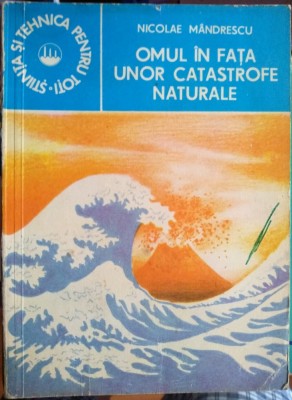 ȘTIINȚA ȘI TEHNICA PENTRU TOȚI •
NICOLAE MÂNDRESCU
OMUL ÎN FAȚA
UNOR CATASTROFE
NATURALE